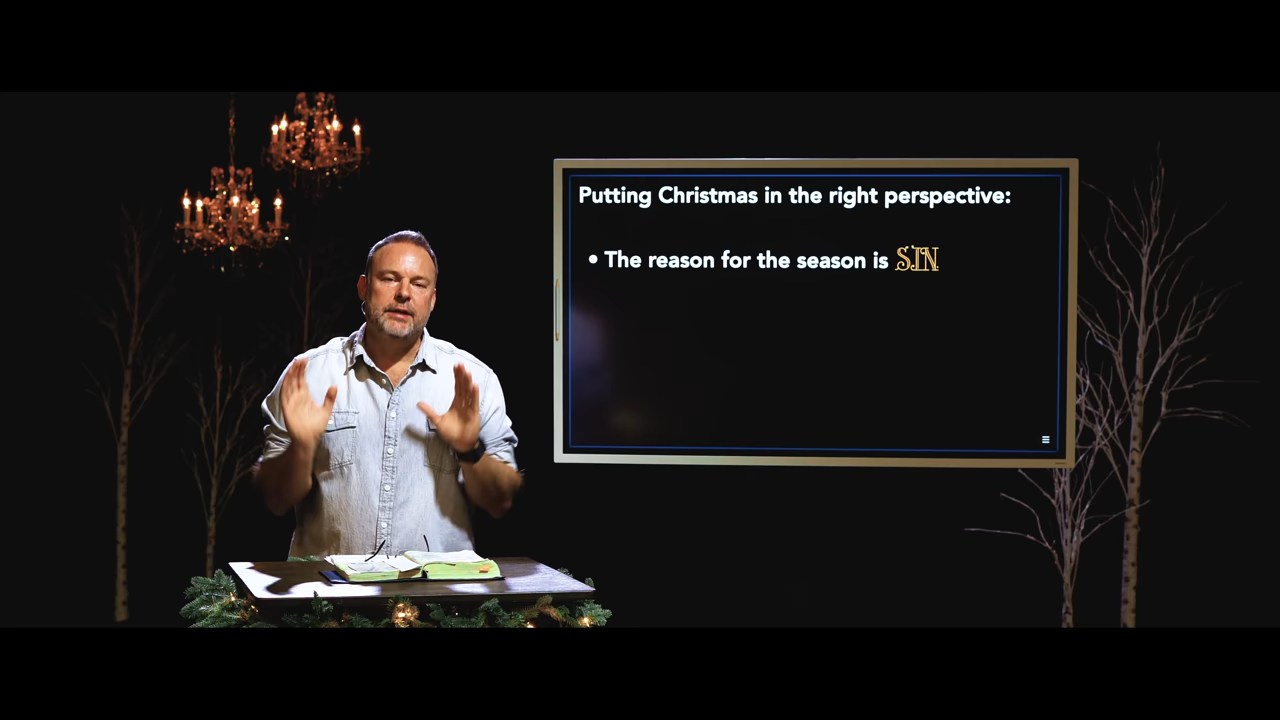 Putting Christmas in the right perspective:
• The reason for the season is SIN